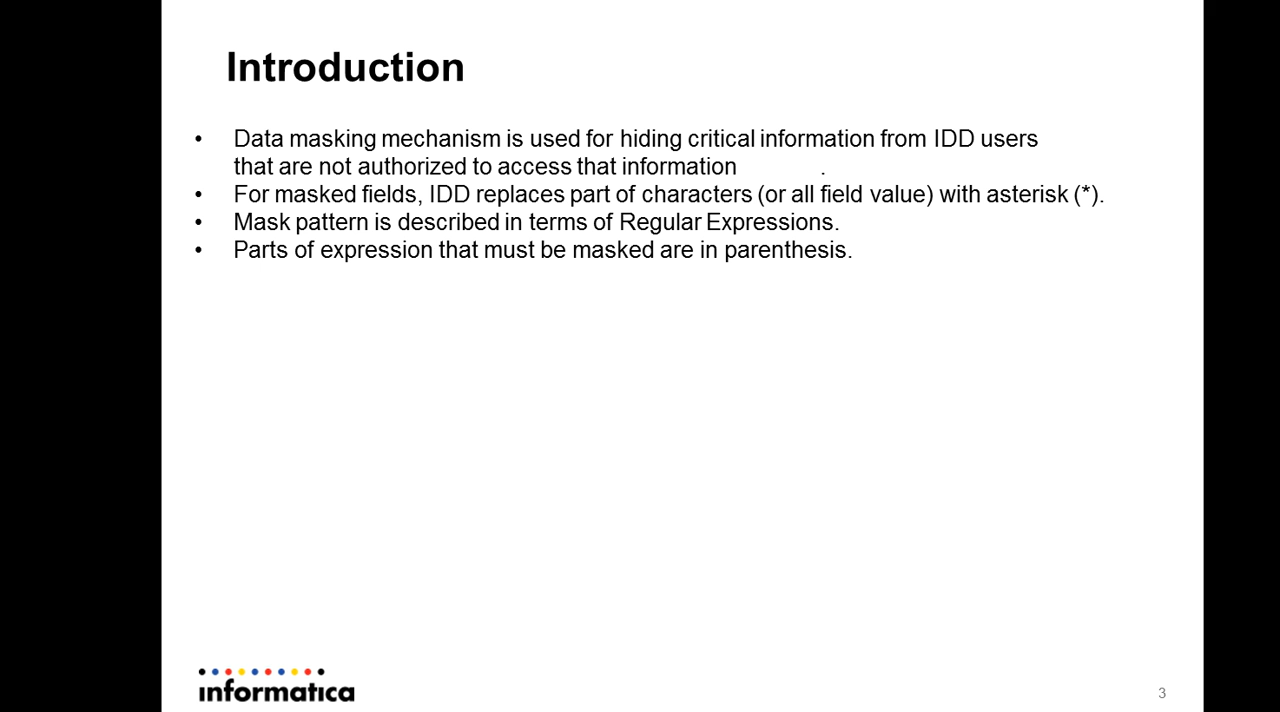 Introduction
• Data masking mechanism is used for hiding critical information from IDD users
that are not authorized to access that information .
• For masked fields, IDD replaces part of characters (or all field value) with asterisk (*).
• Mask pattern is described in terms of Regular Expressions.
• Parts of expression that must be masked are in parenthesis.
informatica
3